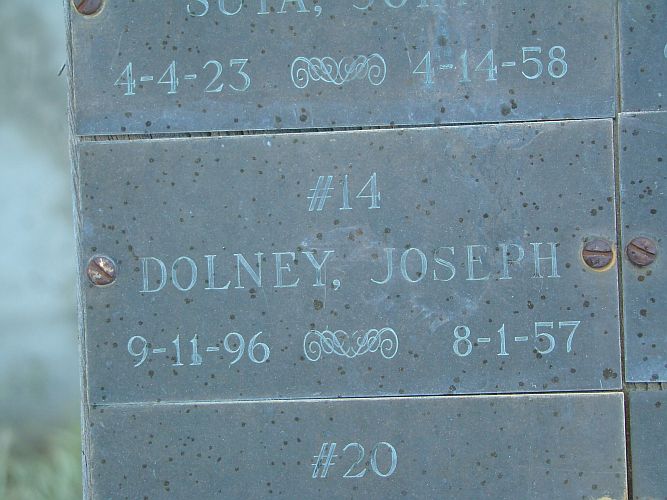 4-4-23 4-14-58
#14
DOLNEY, JOSEPH
9-11-96 8-1-57
#20